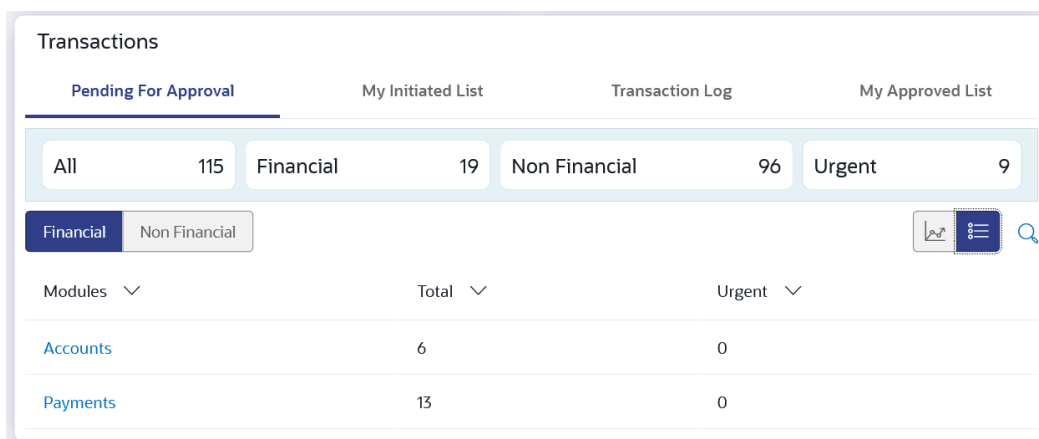 Transactions
Pending For Approval My Initiated List Transaction Log My Approved List
All 115 Financial 19 Non Financial 96 Urgent 9
Financial Non Financial
Modules Total Urgent
Accounts 6 0
Payments 13 0